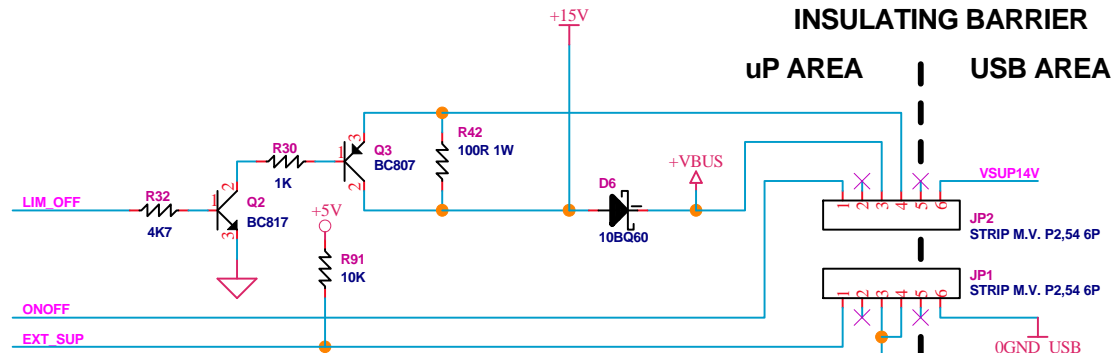 +15V
INSULATING BARRIER
uP AREA
USB AREA
R42
100R 1W
3
Q3
BC807
1
2
R30
1K
+VBUS
R32
4K7
LIM_OFF
2
1
Q2
BC817
3
D6
10BQ60
VSUP14V
+5V
1
2
3
4
5
6
JP2
STRIP M.V. P2,54 6P
R91
10K
JP1
STRIP M.V. P2,54 6P
1
2
3
4
5
6
ONOFF
EXT_SUP
0GND_USB